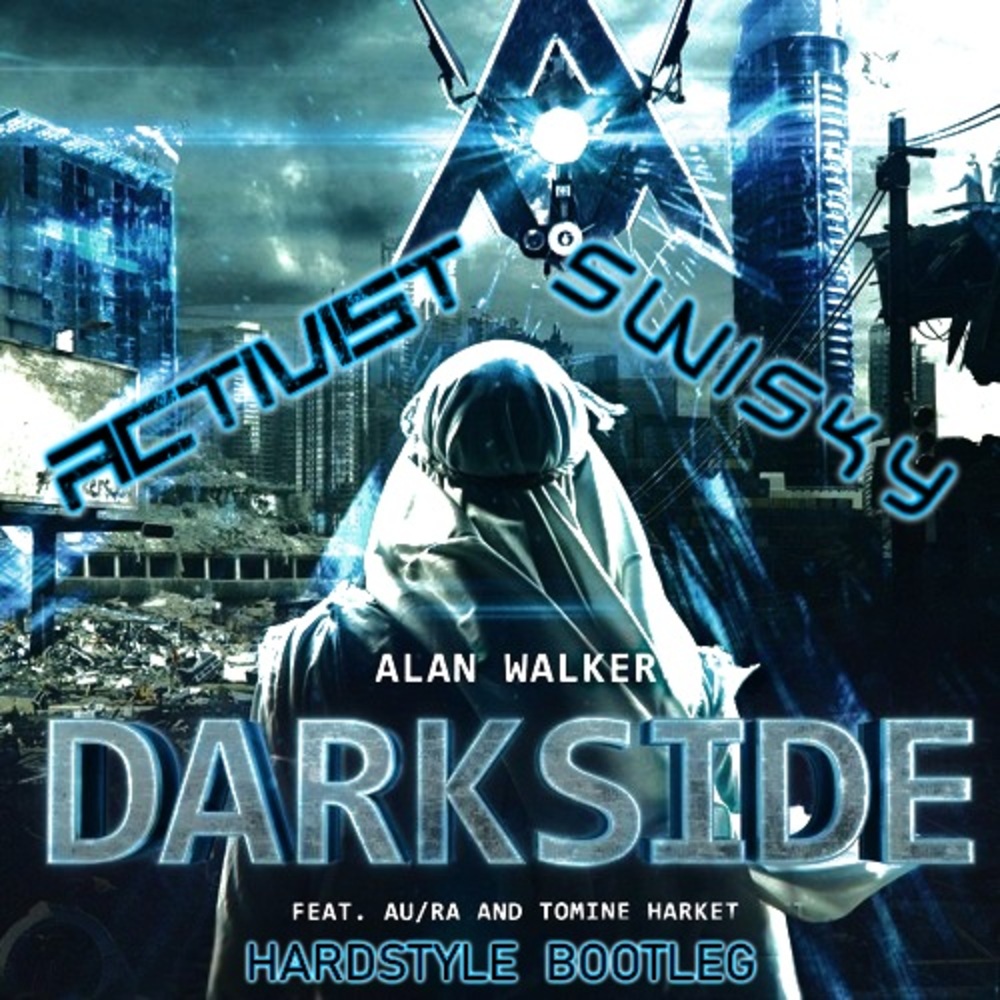 ACTIVIST
SWISKY
ALAN WALKER
DARKSIDE
FEAT. AU/RA AND TOMINE HARKET
HARDSTYLE BOOTLEG